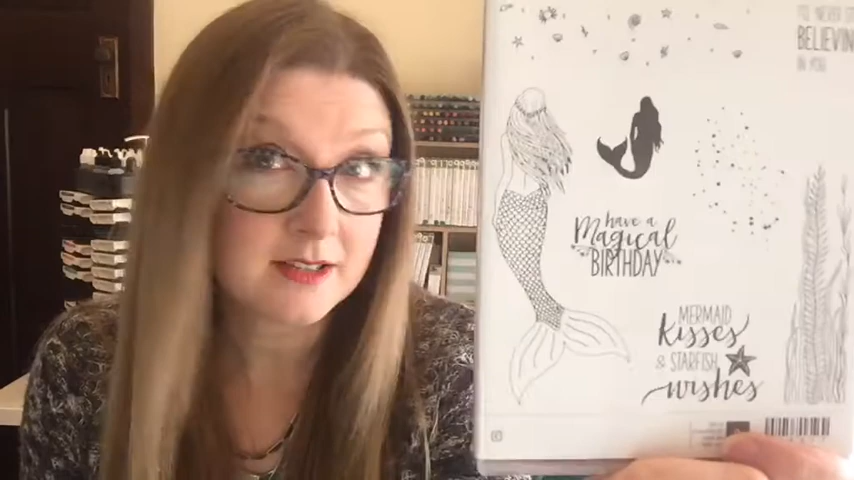 BELIEVING
IN YOU
have a
Magical
BIRTHDAY
MERMAID
Kisses
& STARFISH
wishes